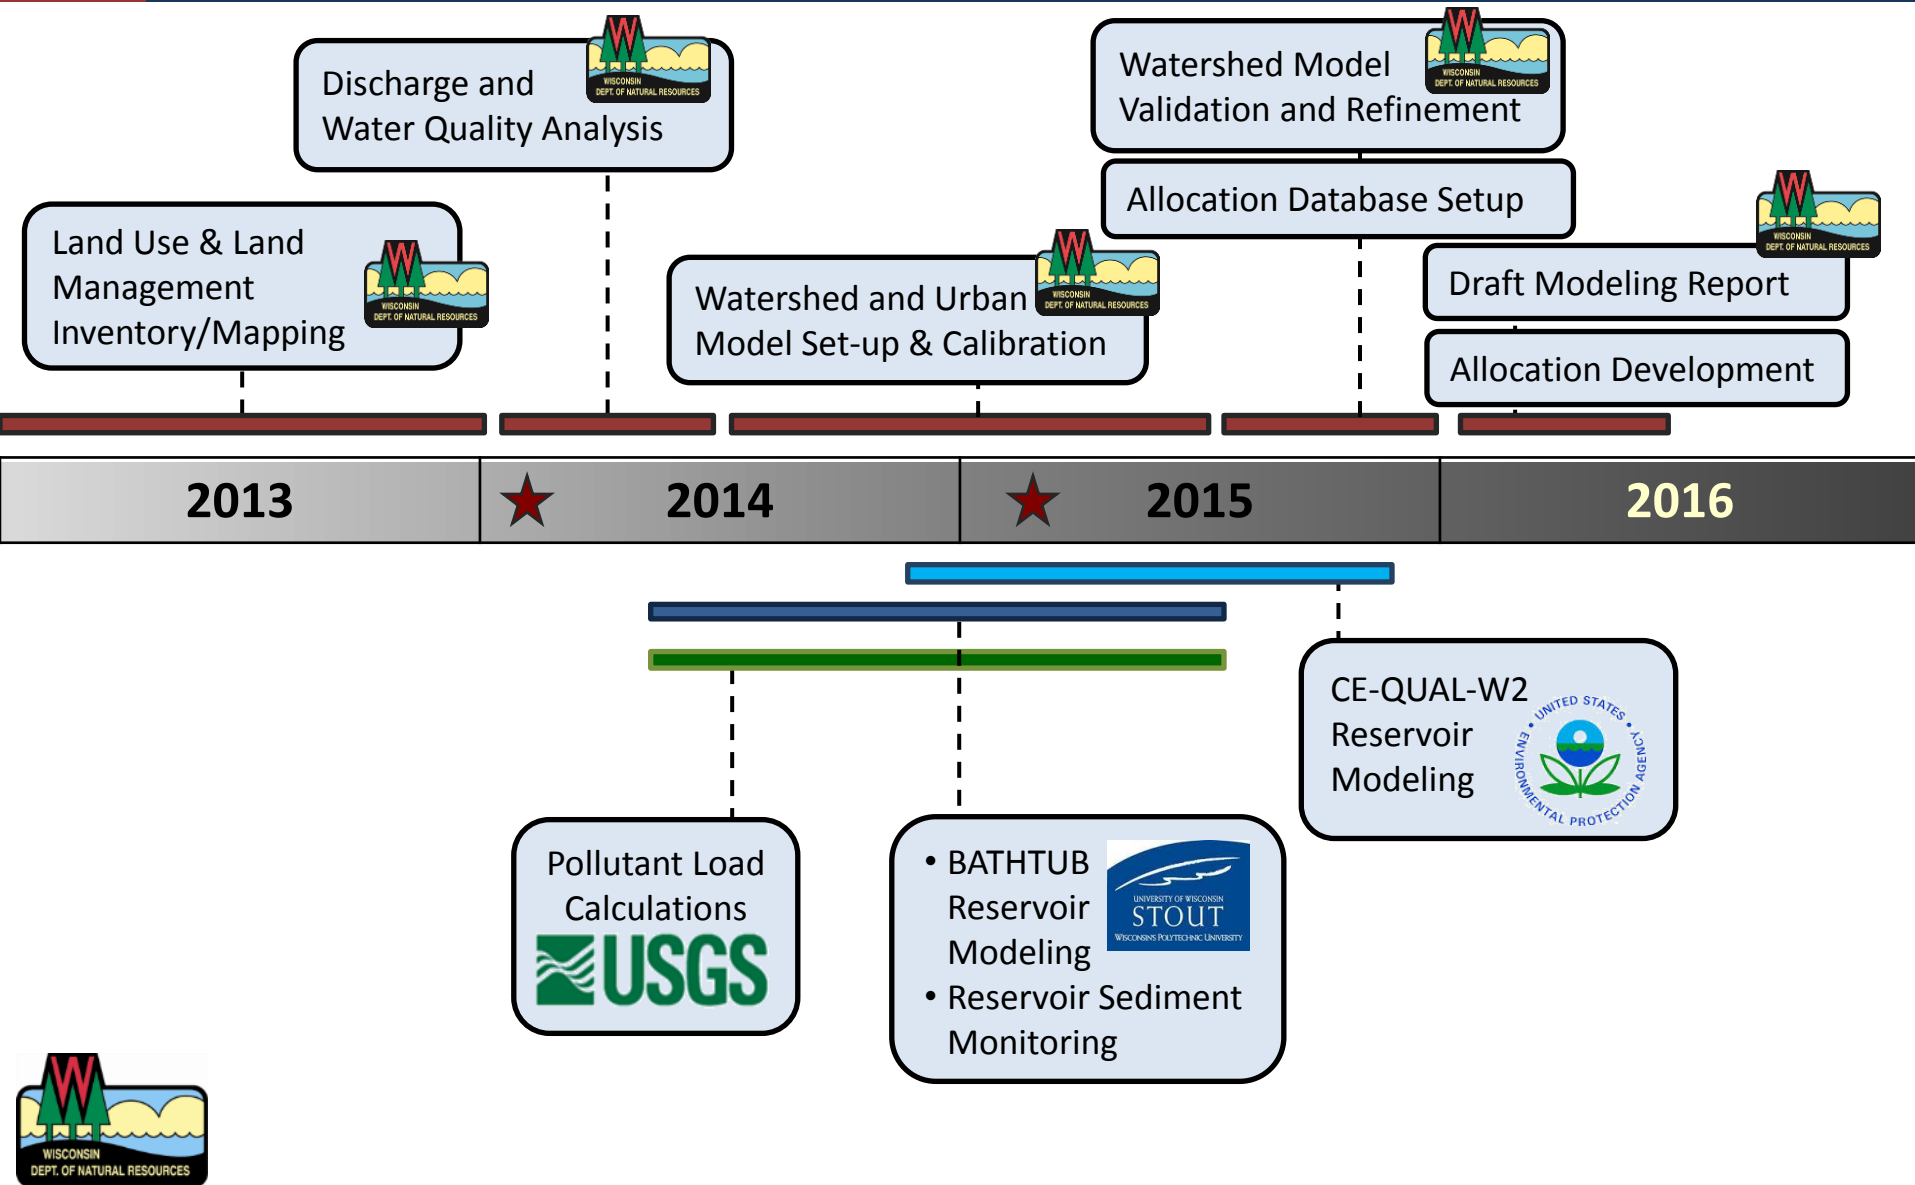 Discharge and
Water Quality Analysis
WISCONSIN
DEPT. OF NATURAL RESOURCES
Watershed Model
Validation and Refinement
WISCONSIN
DEPT. OF NATURAL RESOURCES
Allocation Database Setup
Land Use & Land
Management
Inventory/Mapping
WISCONSIN
DEPT. OF NATURAL RESOURCES
Watershed and Urban
Model Set-up & Calibration
WISCONSIN
DEPT. OF NATURAL RESOURCES
WISCONSIN
DEPT. OF NATURAL RESOURCES
Draft Modeling Report
Allocation Development
2013
2014
2015
2016
CE-QUAL-W2
Reservoir
Modeling
UNITED STATES
ENVIRONMENTAL PROTECTION AGENCY
Pollutant Load
Calculations
USGS
• BATHTUB
Reservoir
Modeling
• Reservoir Sediment
Monitoring
UNIVERSITY OF WISCONSIN
STOUT
WISCONSIN'S POLYTECHNIC UNIVERSITY
W
WISCONSIN
DEPT. OF NATURAL RESOURCES